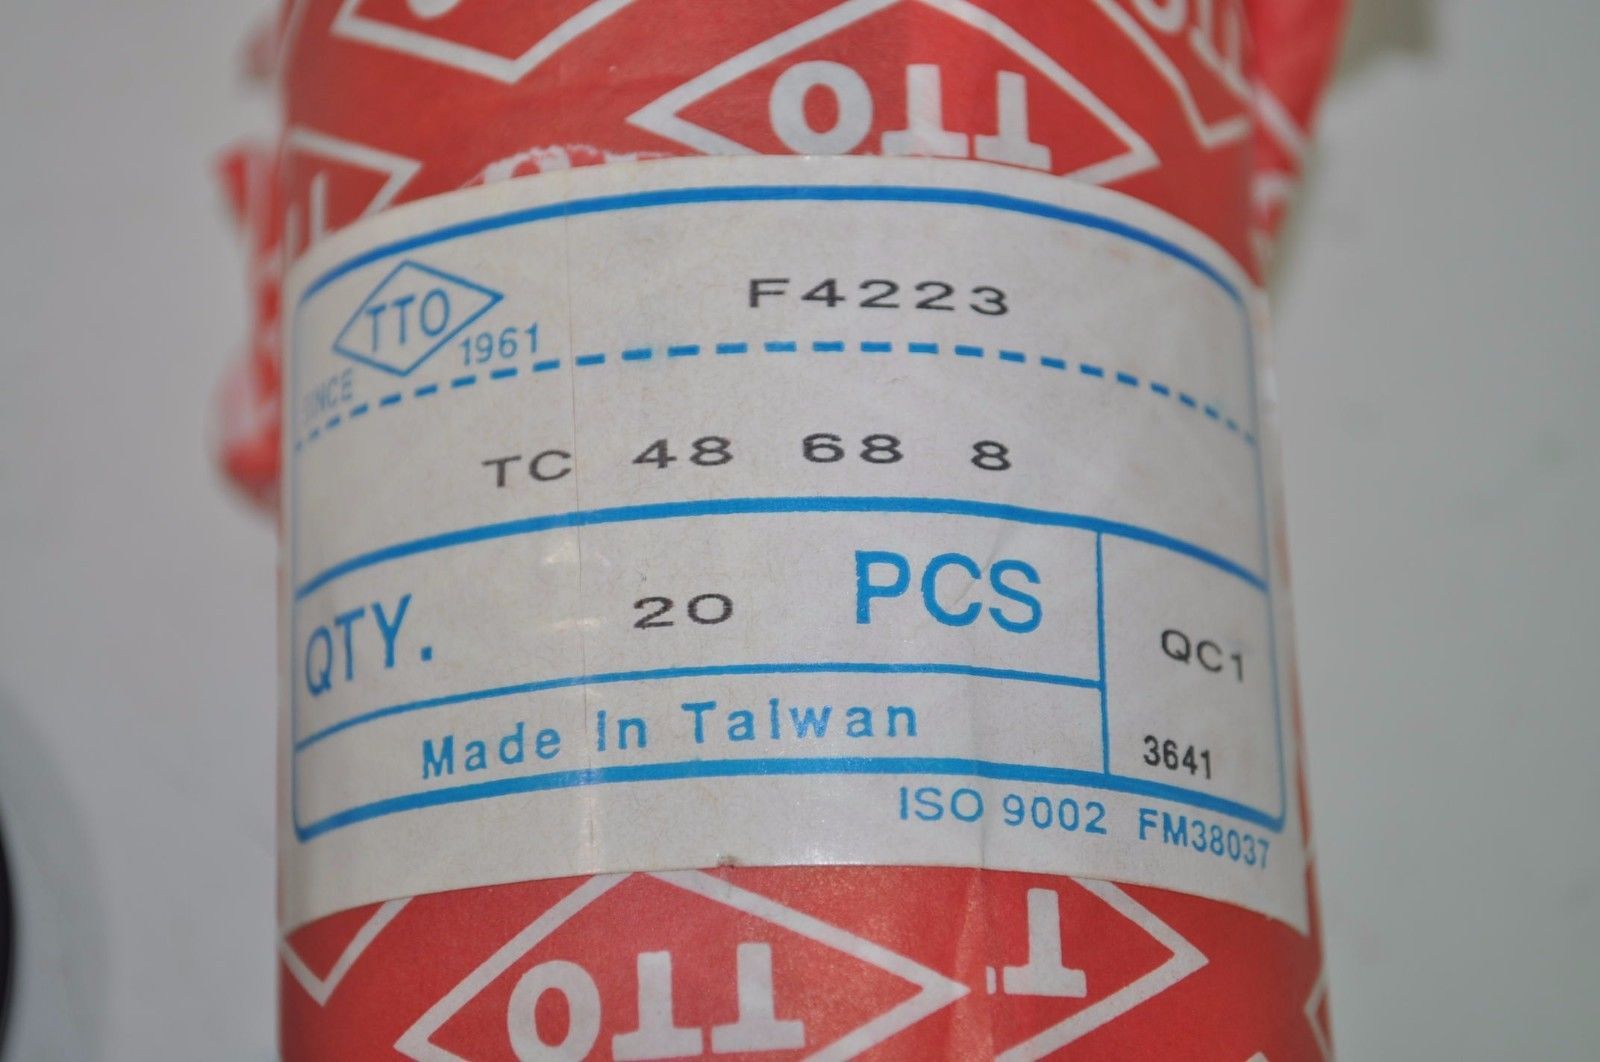 TTO
TTO
SINCE 1961
F4223
TC 48 68 8
QTY. 20 PCS
QC1
Made In Taiwan
3641
ISO 9002 FM38037
TTO
T